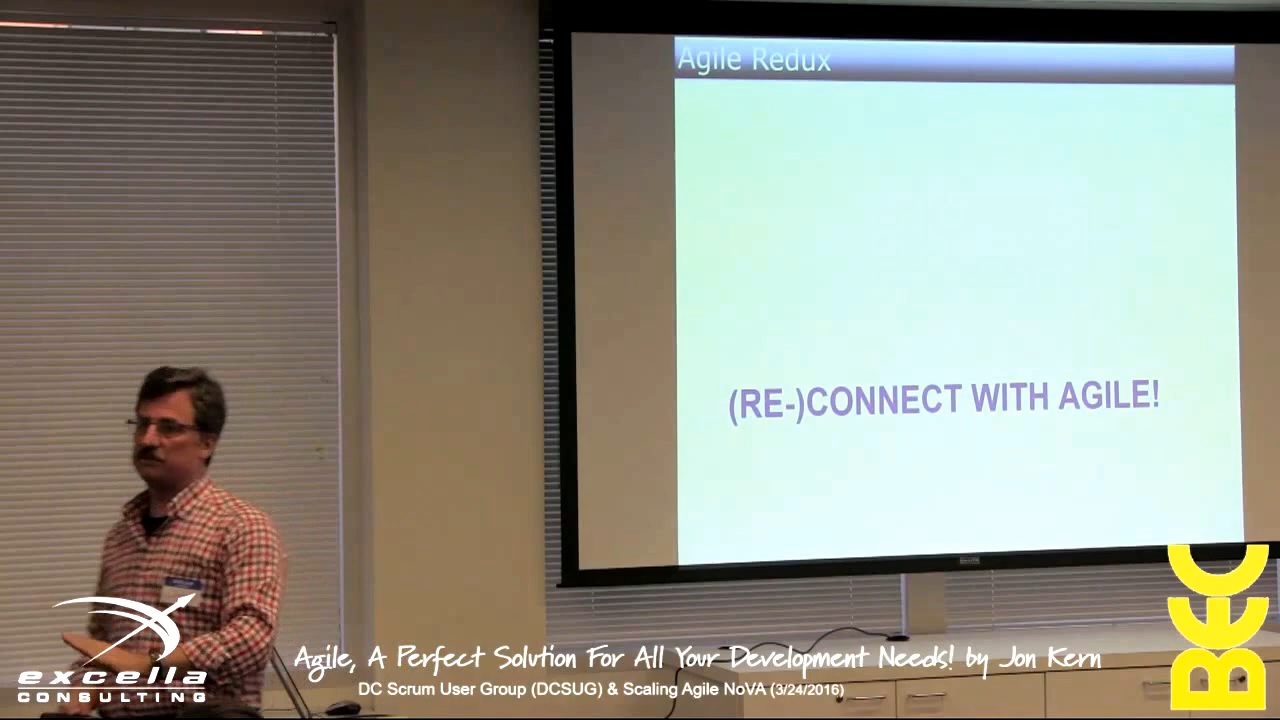 Agile Redux
(RE-)CONNECT WITH AGILE!
excella
CONSULTING
Agile, A Perfect Solution For All Your Development Needs! by Jon Kern
DC Scrum User Group (DCSUG) & Scaling Agile NoVA (3/24/2016)
BEC